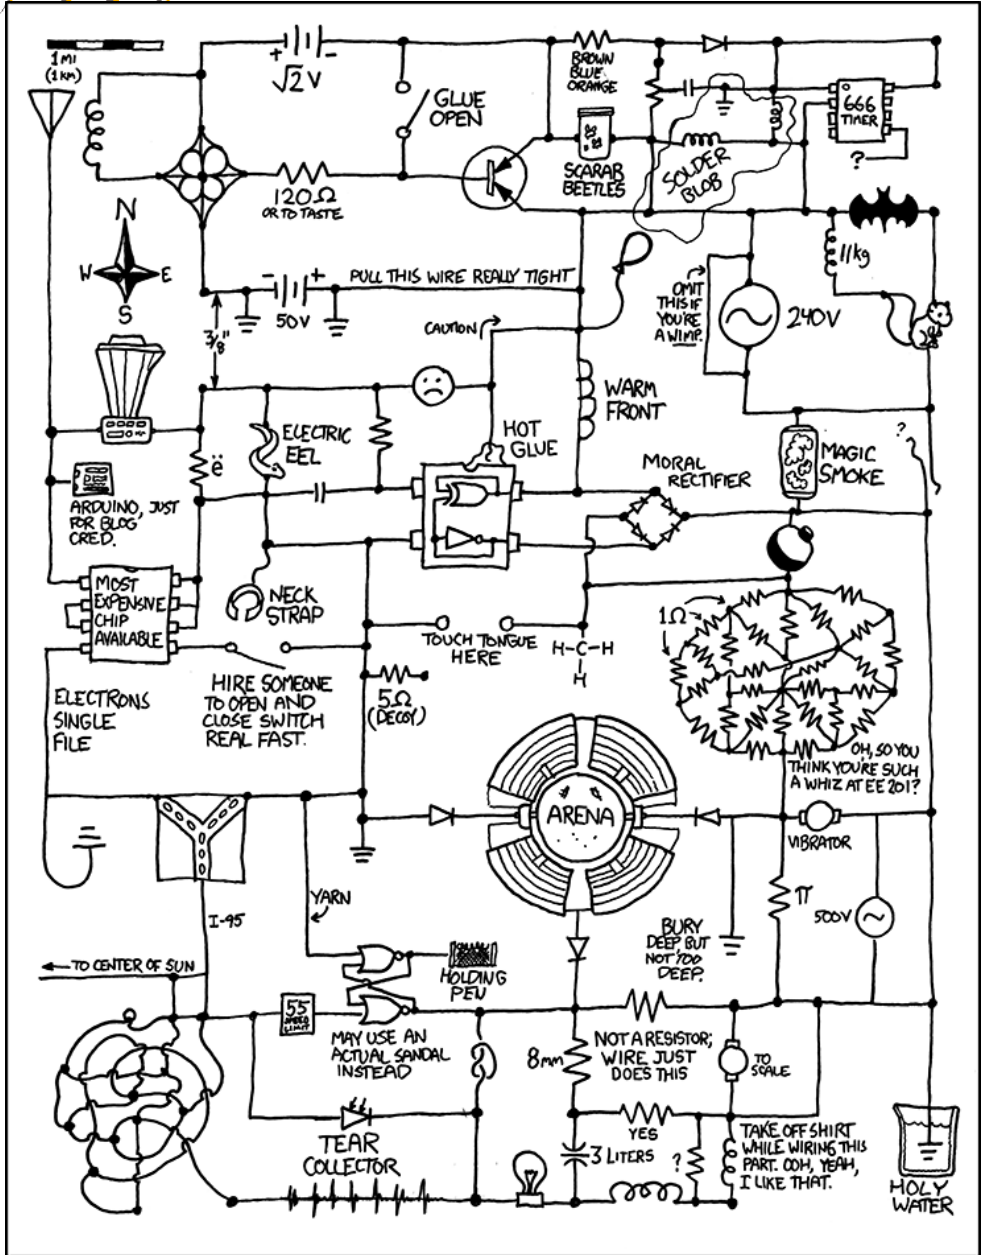 1 MI
(1 KM)
√2 V
GLUE
OPEN
BROWN
BLUE
ORANGE
666
TIMER
?
SCARAB
BEETLES
SOLDER
BLOB
120Ω
OR TO TASTE
N
W E
S
PULL THIS WIRE REALLY TIGHT
50V
3/8"
CAUTION
OMIT
THIS IF
YOU'RE
A WIMP.
240V
11kg
WARM
FRONT
ELECTRIC
EEL
HOT
GLUE
ë
MORAL
RECTIFIER
MAGIC
SMOKE
?
ARDUINO, JUST
FOR BLOG
CRED.
MOST
EXPENSIVE
CHIP
AVAILABLE
NECK
STRAP
TOUCH TONGUE
HERE
H-C-H
H
1Ω
ELECTRONS
SINGLE
FILE
HIRE SOMEONE
TO OPEN AND
CLOSE SWITCH
REAL FAST.
5Ω
(DECOY)
OH, SO YOU
THINK YOU'RE SUCH
A WHIZ AT EE 201?
ARENA
VIBRATOR
YARN
I-95
π
500V
BURY
DEEP, BUT
NOT TOO
DEEP.
TO CENTER OF SUN
HOLDING
PEN
55
SPEED
LIMIT
MAY USE AN
ACTUAL SANDAL
INSTEAD
8mm
NOT A RESISTOR;
WIRE JUST
DOES THIS
TO
SCALE
YES
TEAR
COLLECTOR
3 LITERS
?
TAKE OFF SHIRT
WHILE WIRING THIS
PART. OOH, YEAH,
I LIKE THAT.
HOLY
WATER